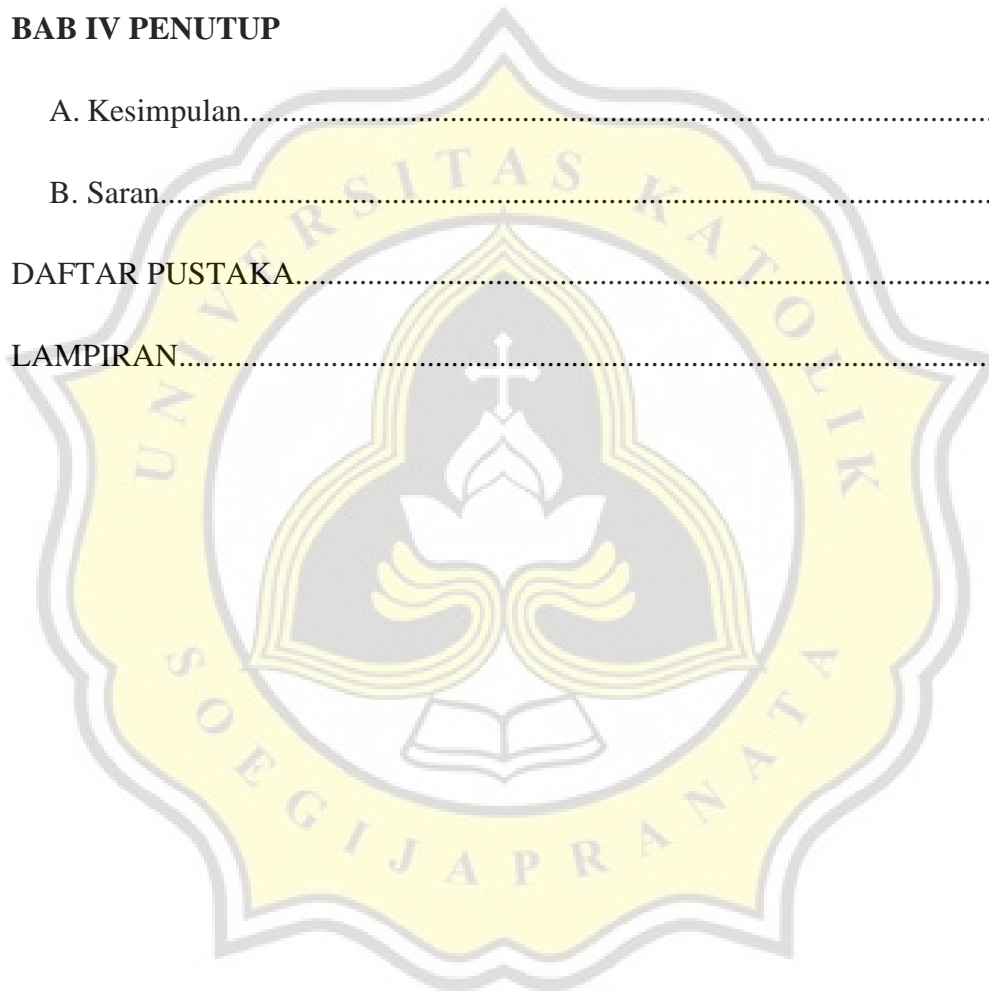 BAB IV PENUTUP
A. Kesimpulan.......................................................................................
B. Saran..................................................................................................
DAFTAR PUSTAKA..................................................................................
LAMPIRAN................................................................................................
UNIVERSITAS KATOLIK
SOEGIJAPRANATA